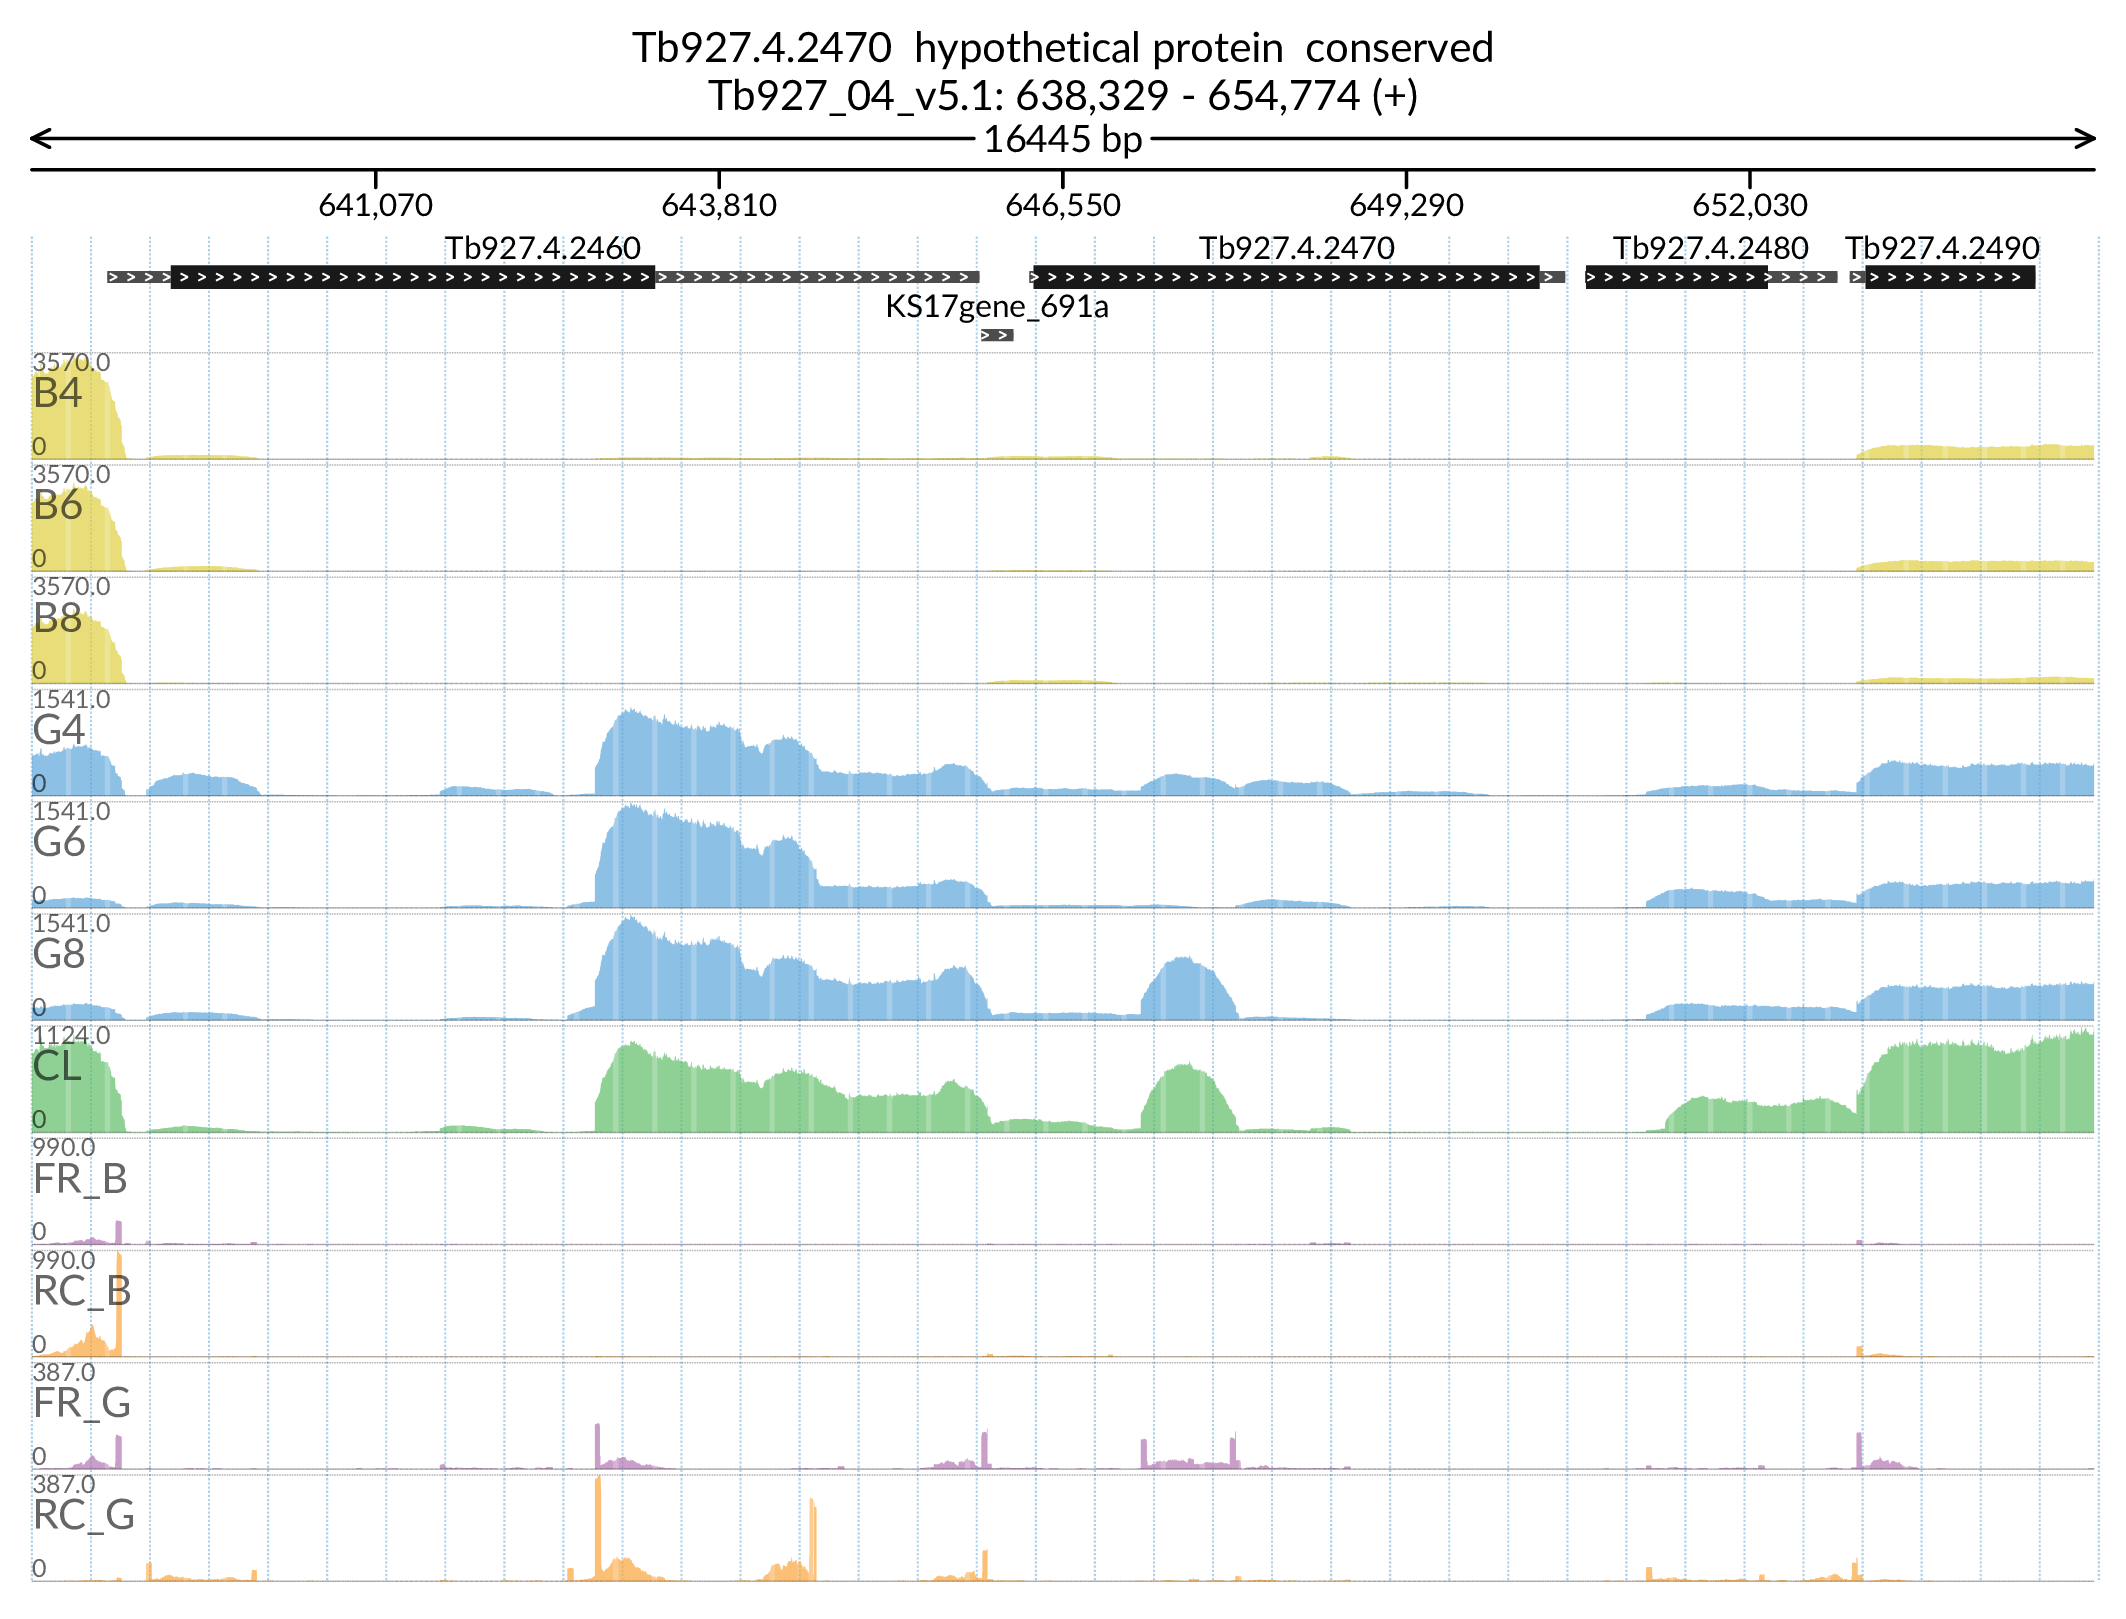 Tb927.4.2470  hypothetical protein  conserved
Tb927_04_v5.1: 638,329 - 654,774 (+)
16445 bp
641,070 643,810 646,550 649,290 652,030
Tb927.4.2460 Tb927.4.2470 Tb927.4.2480 Tb927.4.2490
KS17gene_691a
3570.0
B4
0
3570.0
B6
0
3570.0
B8
0
1541.0
G4
0
1541.0
G6
0
1541.0
G8
0
1124.0
CL
0
990.0
FR_B
0
990.0
RC_B
0
387.0
FR_G
0
387.0
RC_G
0